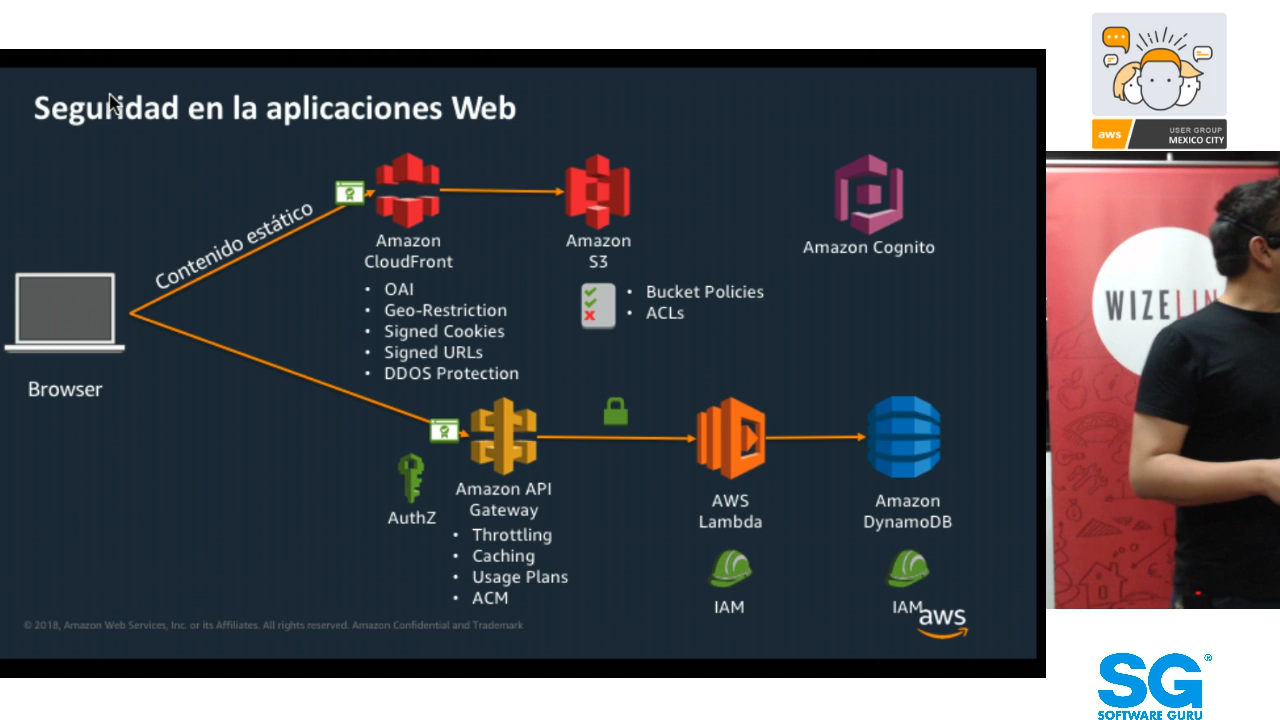 Seguridad en la aplicaciones Web
Contenido estático
Browser
Amazon
CloudFront
• OAI
• Geo-Restriction
• Signed Cookies
• Signed URLs
• DDOS Protection
Amazon
S3
• Bucket Policies
• ACLs
Amazon Cognito
AuthZ
Amazon API
Gateway
• Throttling
• Caching
• Usage Plans
• ACM
AWS
Lambda
IAM
Amazon
DynamoDB
IAM
aws
© 2018, Amazon Web Services, Inc. or its Affiliates. All rights reserved. Amazon Confidential and Trademark
aws
USER GROUP
MEXICO CITY
WIZELIN
SG®
SOFTWARE GURU